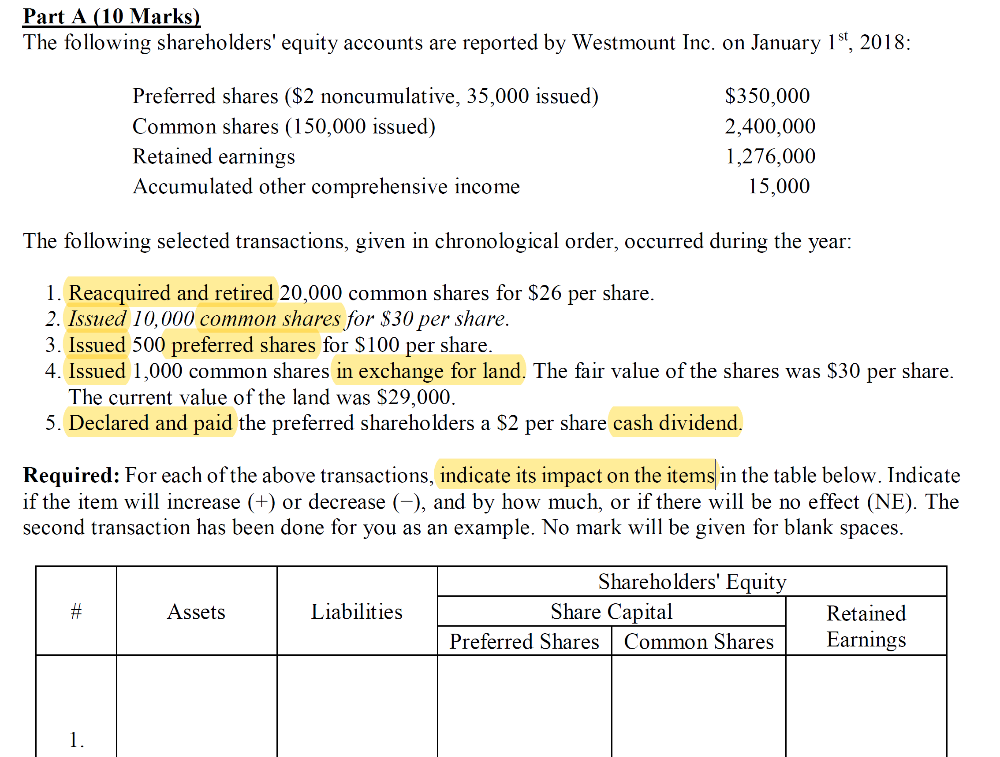 Part A (10 Marks)
The following shareholders' equity accounts are reported by Westmount Inc. on January 1st, 2018:
Preferred shares ($2 noncumulative, 35,000 issued) $350,000
Common shares (150,000 issued) 2,400,000
Retained earnings 1,276,000
Accumulated other comprehensive income 15,000
The following selected transactions, given in chronological order, occurred during the year:
1. Reacquired and retired 20,000 common shares for $26 per share.
2. Issued 10,000 common shares for $30 per share.
3. Issued 500 preferred shares for $100 per share.
4. Issued 1,000 common shares in exchange for land. The fair value of the shares was $30 per share.
The current value of the land was $29,000.
5. Declared and paid the preferred shareholders a $2 per share cash dividend.
Required: For each of the above transactions, indicate its impact on the items in the table below. Indicate
if the item will increase (+) or decrease (−), and by how much, or if there will be no effect (NE). The
second transaction has been done for you as an example. No mark will be given for blank spaces.
Shareholders' Equity
# Assets Liabilities Share Capital Retained
Earnings
Preferred Shares Common Shares
1.